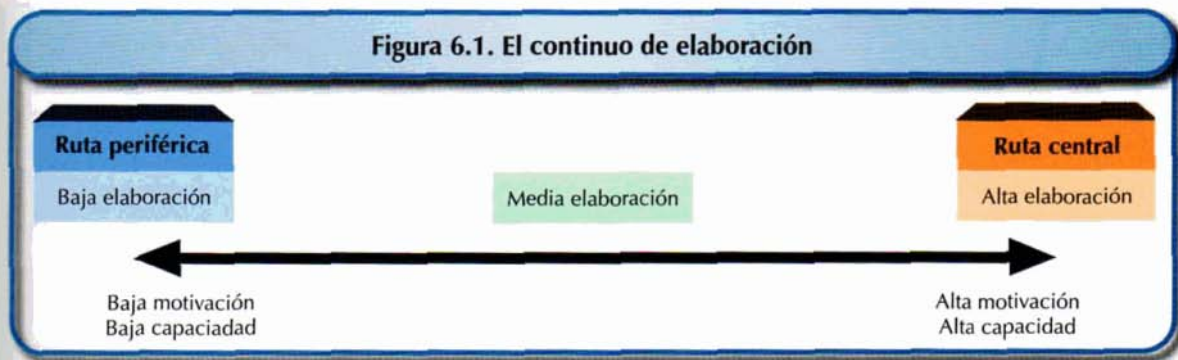 Figura 6.1. El continuo de elaboración
Ruta periférica
Ruta central
Baja elaboración
Media elaboración
Alta elaboración
Baja motivación
Baja capaciadad
Alta motivación
Alta capacidad